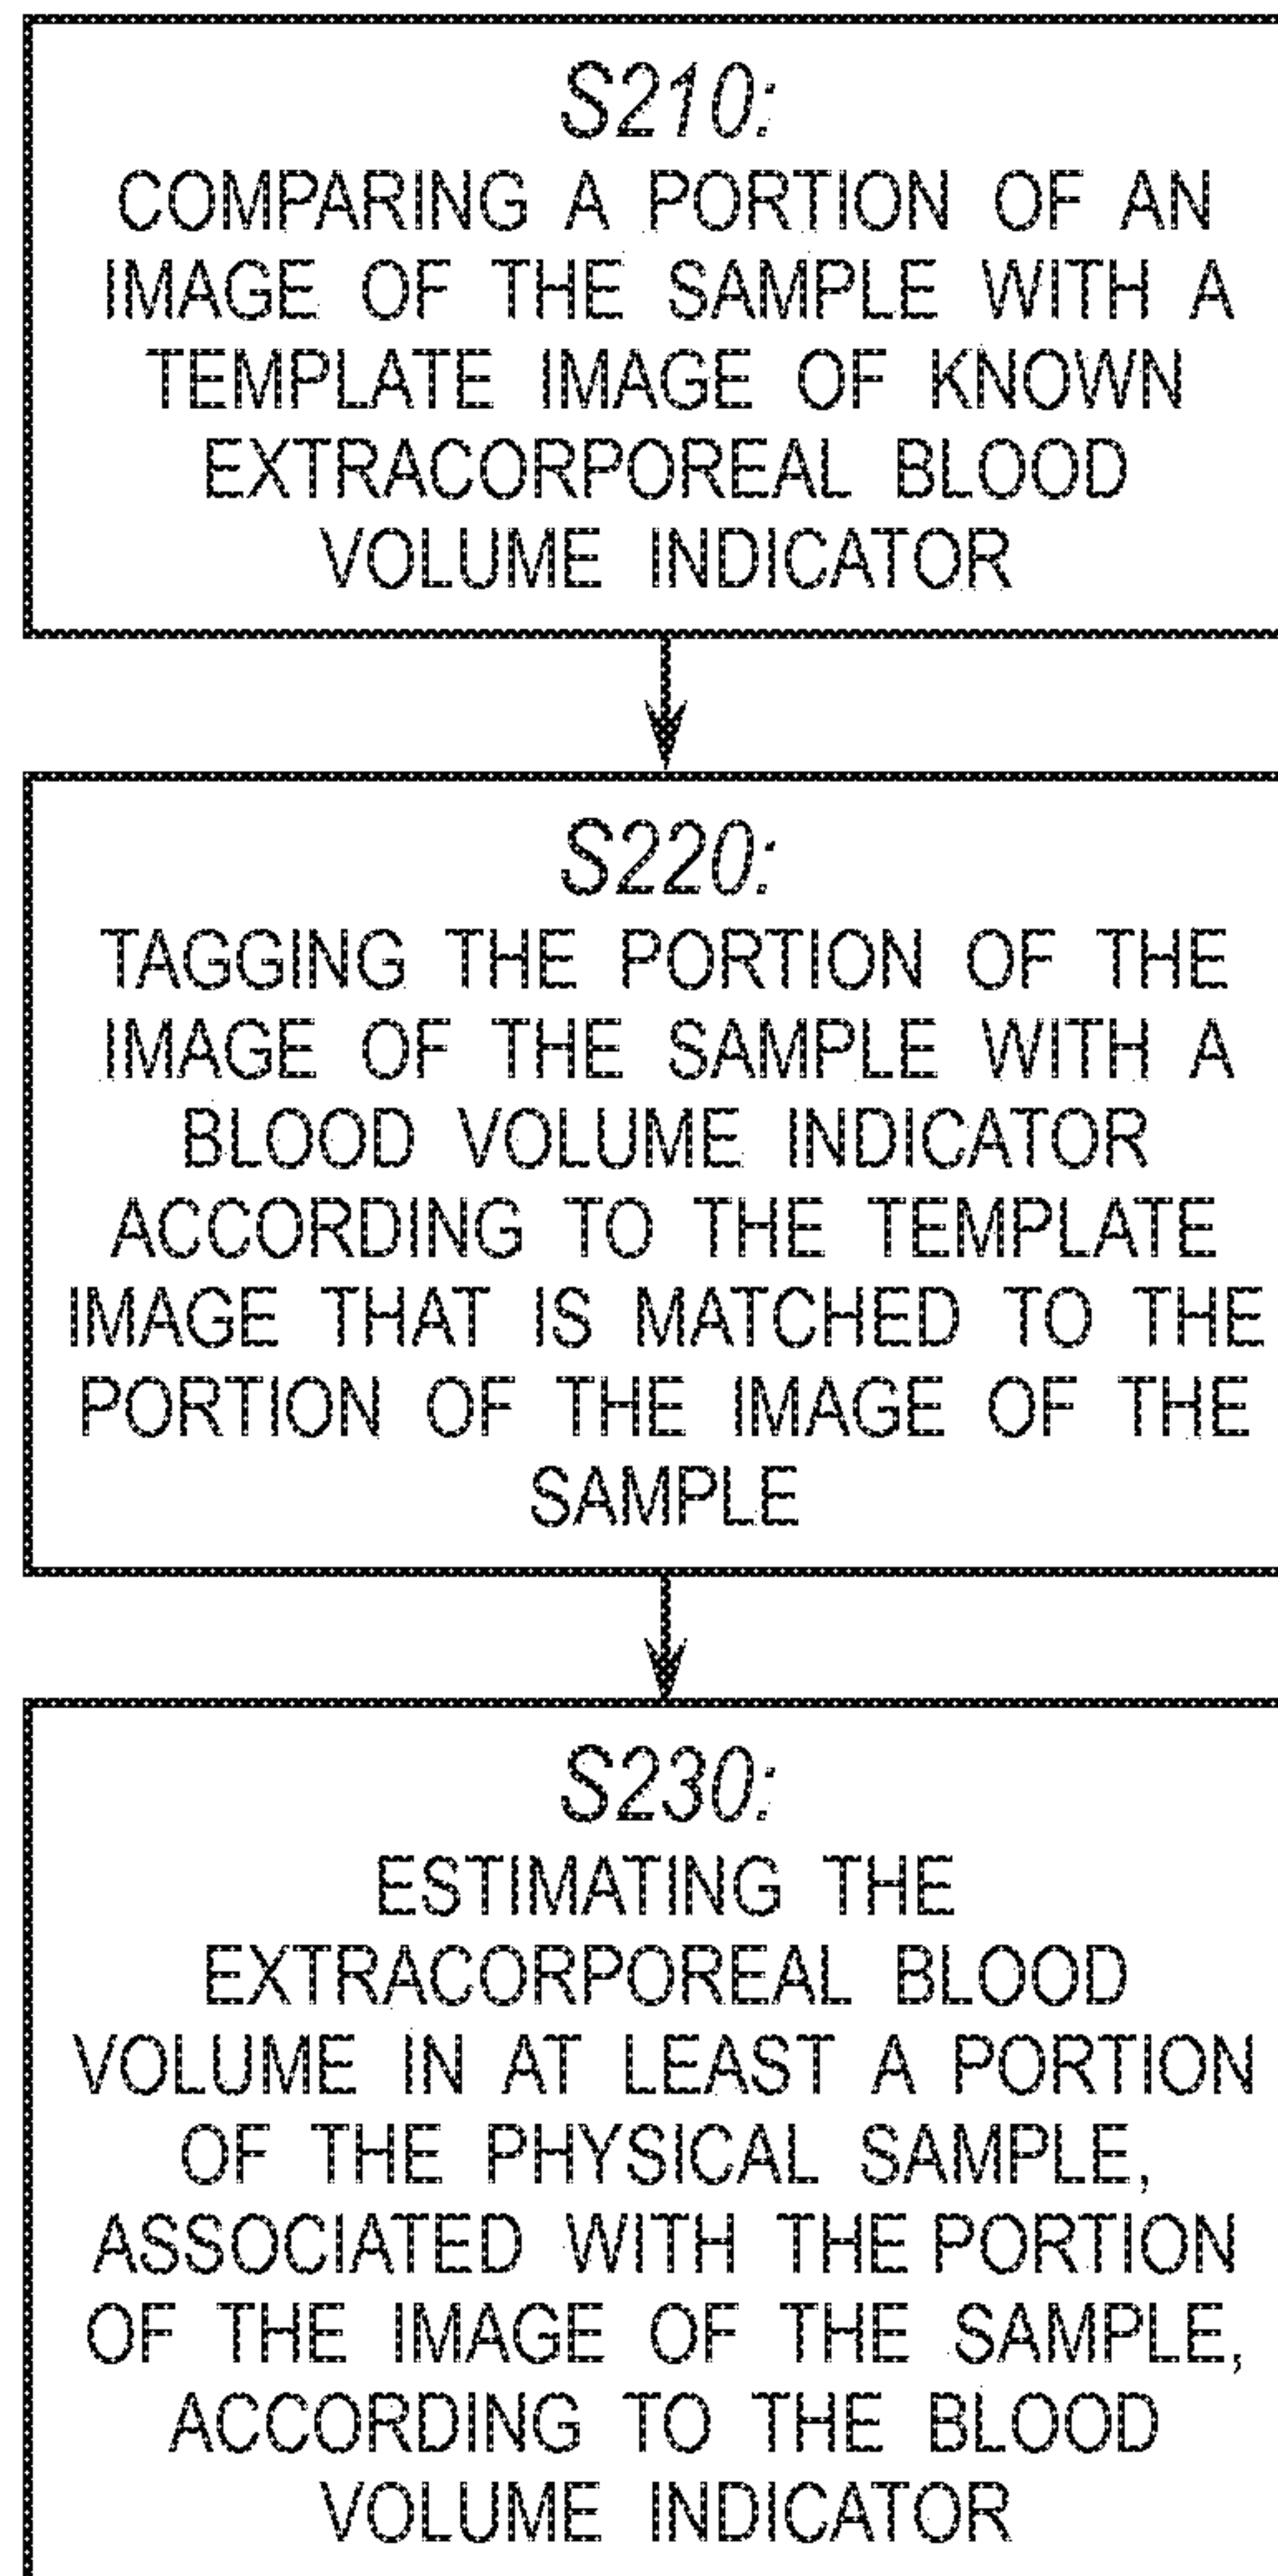 S210:
COMPARING A PORTION OF AN
IMAGE OF THE SAMPLE WITH A
TEMPLATE IMAGE OF KNOWN
EXTRACORPOREAL BLOOD
VOLUME INDICATOR
S220:
TAGGING THE PORTION OF THE
IMAGE OF THE SAMPLE WITH A
BLOOD VOLUME INDICATOR
ACCORDING TO THE TEMPLATE
IMAGE THAT IS MATCHED TO THE
PORTION OF THE IMAGE OF THE
SAMPLE
S230:
ESTIMATING THE
EXTRACORPOREAL BLOOD
VOLUME IN AT LEAST A PORTION
OF THE PHYSICAL SAMPLE,
ASSOCIATED WITH THE PORTION
OF THE IMAGE OF THE SAMPLE,
ACCORDING TO THE BLOOD
VOLUME INDICATOR